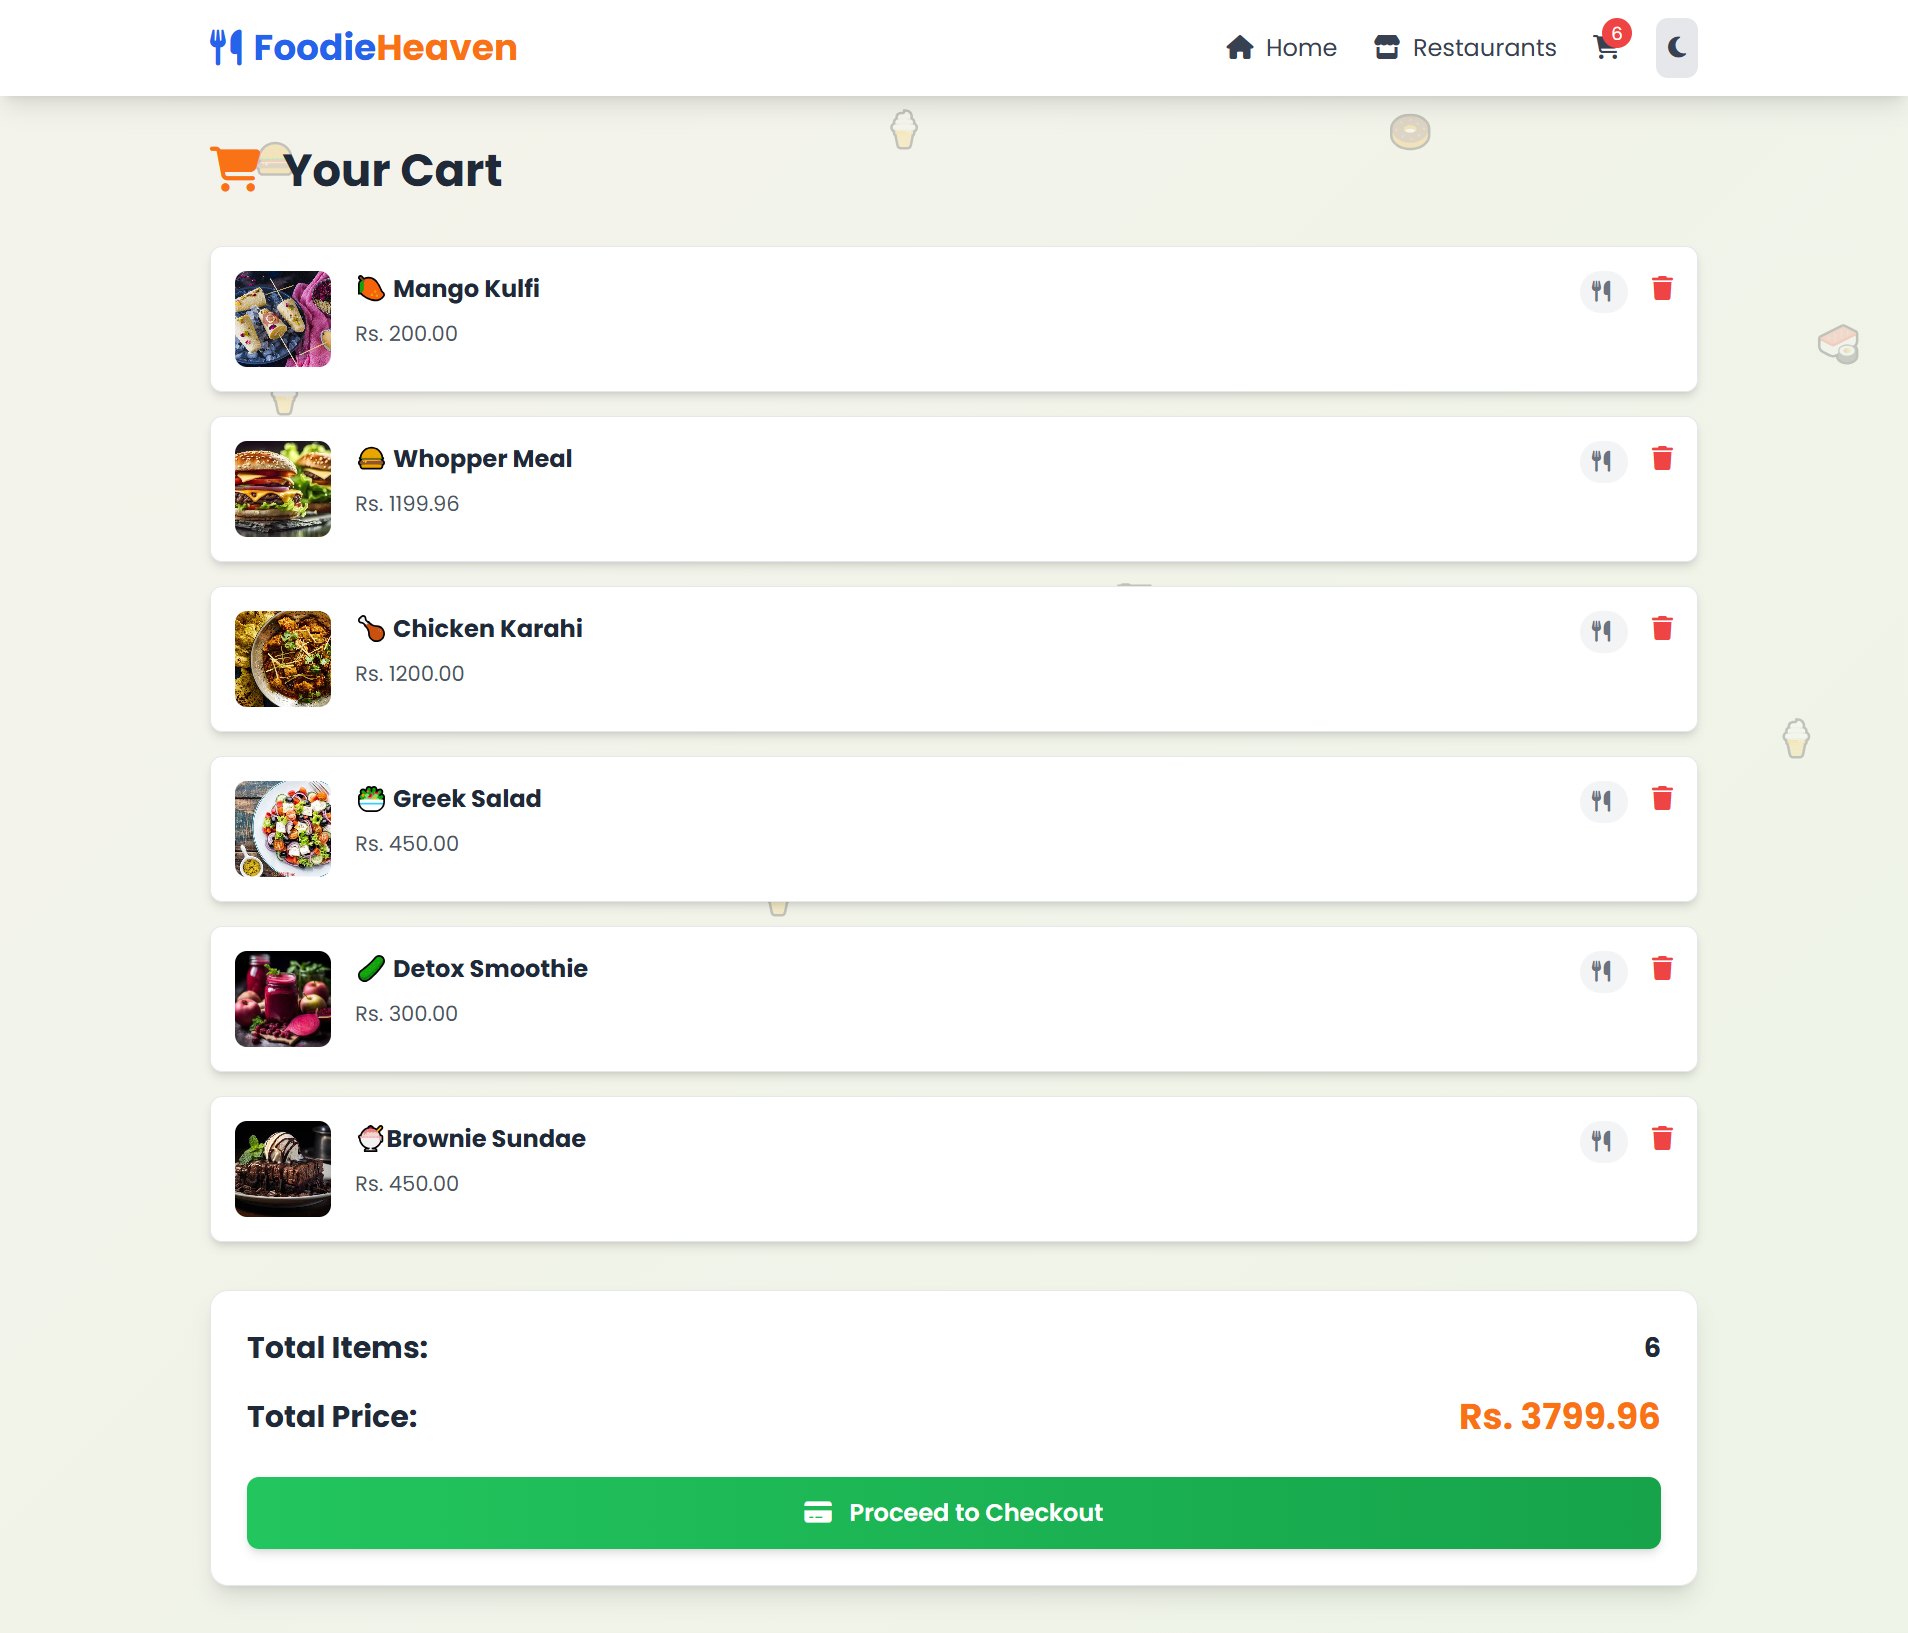 FoodieHeaven
Home
Restaurants
6
Your Cart
Mango Kulfi
Rs. 200.00
Whopper Meal
Rs. 1199.96
Chicken Karahi
Rs. 1200.00
Greek Salad
Rs. 450.00
Detox Smoothie
Rs. 300.00
Brownie Sundae
Rs. 450.00
Total Items: 6
Total Price: Rs. 3799.96
Proceed to Checkout